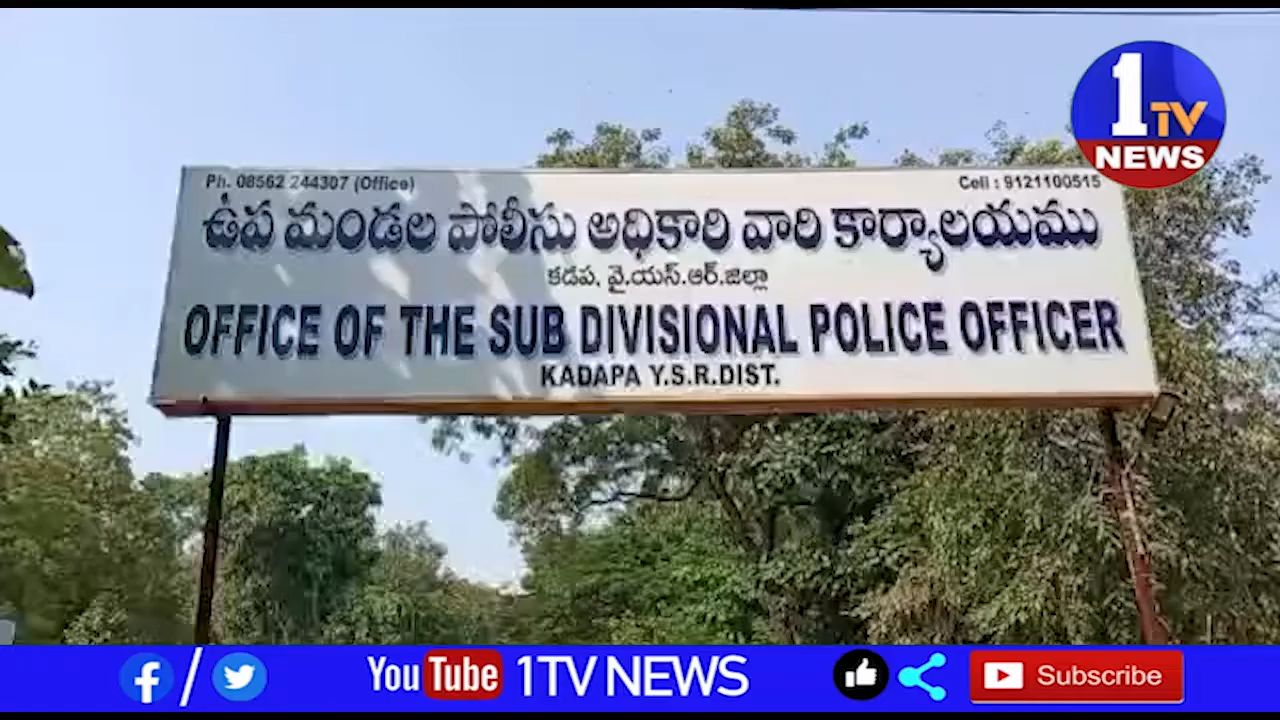 1TV
NEWS
Ph. 08562 244307 (Office) Cell : 9121100515
ఉప మండల పోలీసు అధికారి వారి కార్యాలయము
కడప, వై.యస్.ఆర్.జిల్లా
OFFICE OF THE SUB DIVISIONAL POLICE OFFICER
KADAPA Y.S.R.DIST.
YouTube 1TV NEWS Subscribe